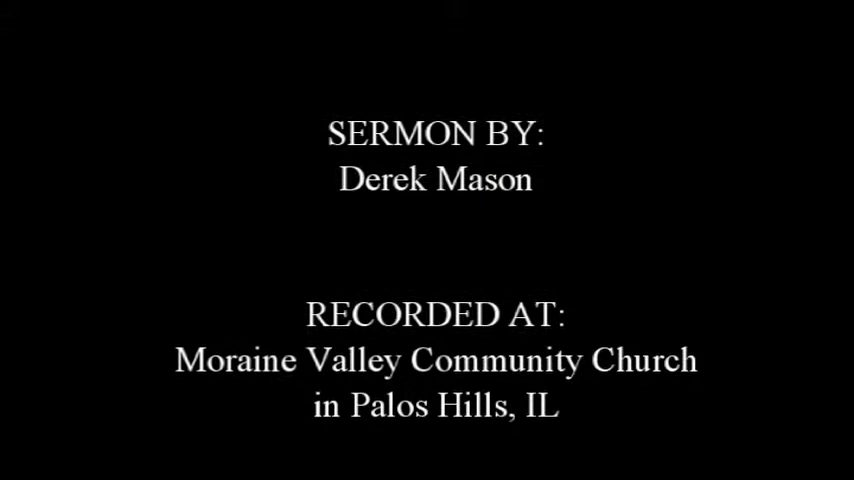 SERMON BY:
Derek Mason
RECORDED AT:
Moraine Valley Community Church
in Palos Hills, IL